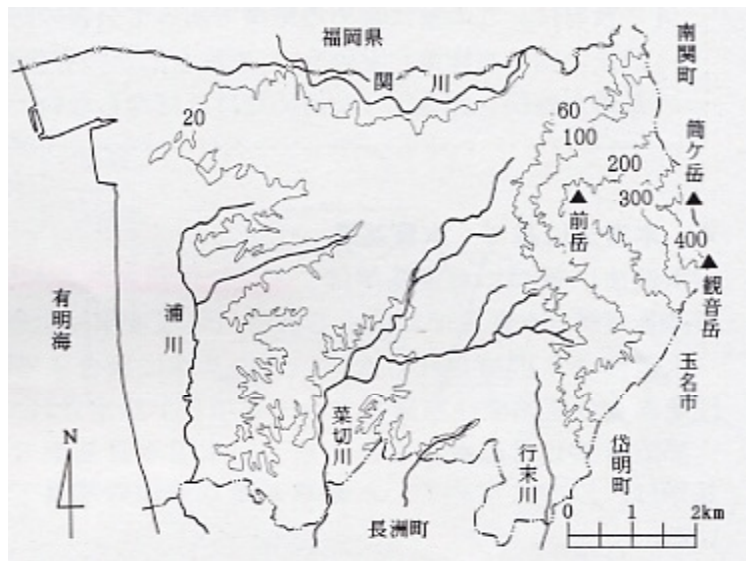 福岡県
南関町
関川
20
60
100
筒ケ岳
200
300
前岳
400
観音岳
有明海
浦川
玉名市
菜切川
岱明町
行末川
N
長洲町
0 1 2km